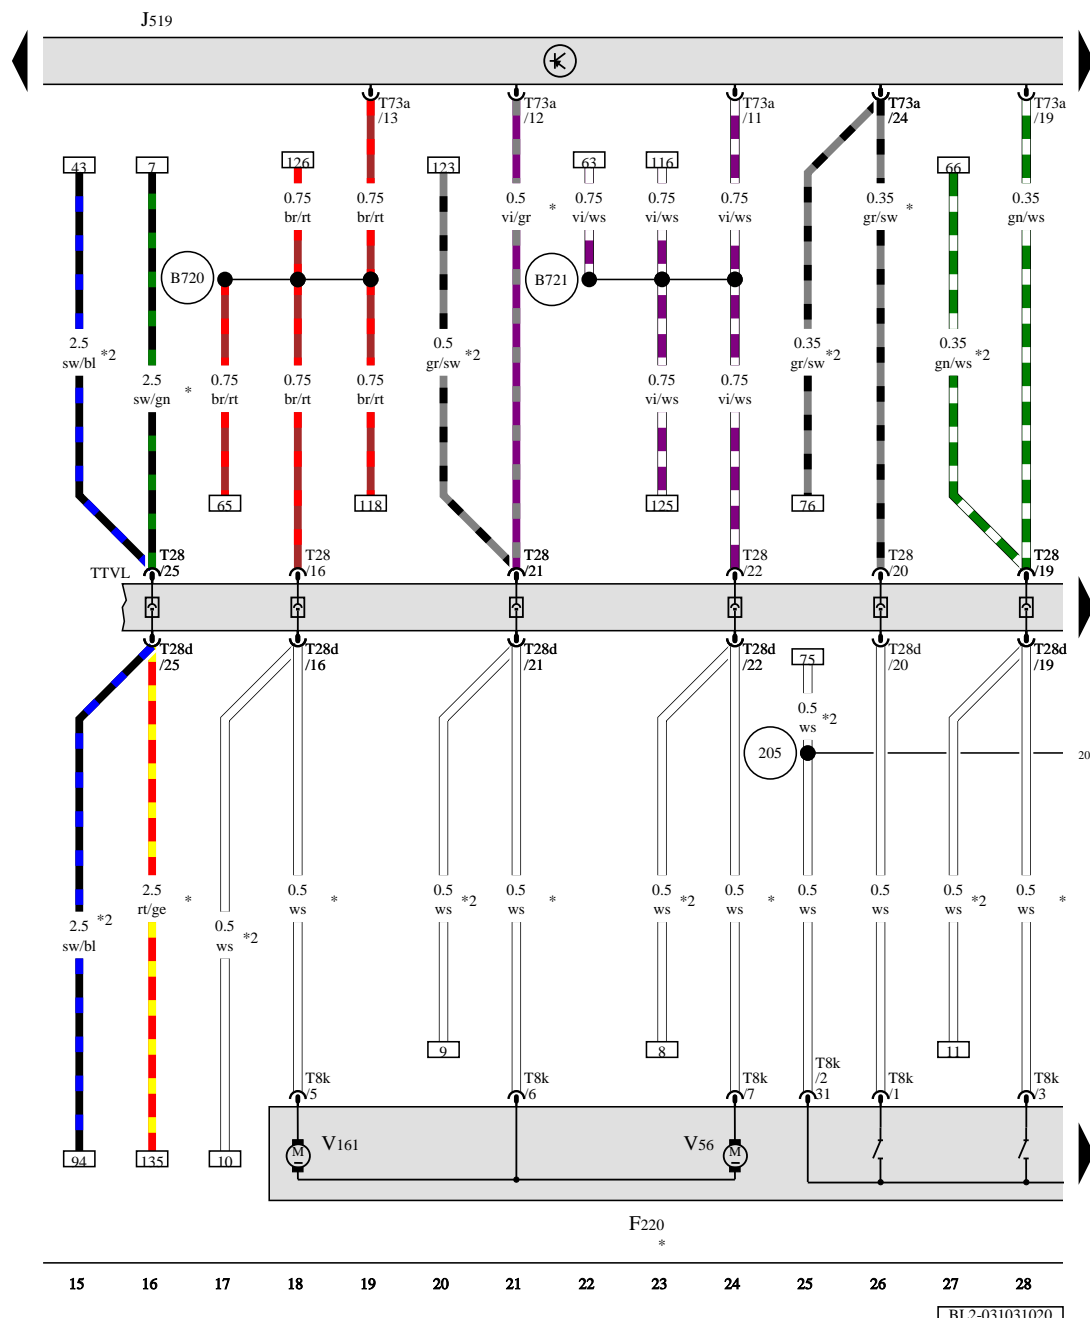 J519
T73a
/13
T73a
/12
T73a
/11
T73a
/24
T73a
/19
43
7
126
123
63
116
66
0.75
br/rt
0.75
br/rt
0.5
vi/gr
*
0.75
vi/ws
0.75
vi/ws
0.75
vi/ws
0.35
gr/sw
*
0.35
gn/ws
B720
B721
2.5
sw/bl
*2
2.5
sw/gn
*
0.75
br/rt
0.75
br/rt
0.75
br/rt
0.5
gr/sw
*2
0.75
vi/ws
0.75
vi/ws
0.35
gr/sw
*2
0.35
gn/ws
*2
65
118
125
76
TTVL
T28
/25
T28
/16
T28
/21
T28
/22
T28
/20
T28
/19
T28d
/25
T28d
/16
T28d
/21
T28d
/22
75
T28d
/20
T28d
/19
0.5
ws
*2
205
20
2.5
sw/bl
*2
2.5
rt/ge
*
0.5
ws
*2
0.5
ws
*
0.5
ws
*2
0.5
ws
*
0.5
ws
*2
0.5
ws
*
0.5
ws
0.5
ws
0.5
ws
*2
0.5
ws
*
9
8
11
T8k
/5
T8k
/6
T8k
/7
T8k
/2
31
T8k
/1
T8k
/3
94
135
10
M
V161
V56
M
F220
*
15 16 17 18 19 20 21 22 23 24 25 26 27 28
BL2-031031020